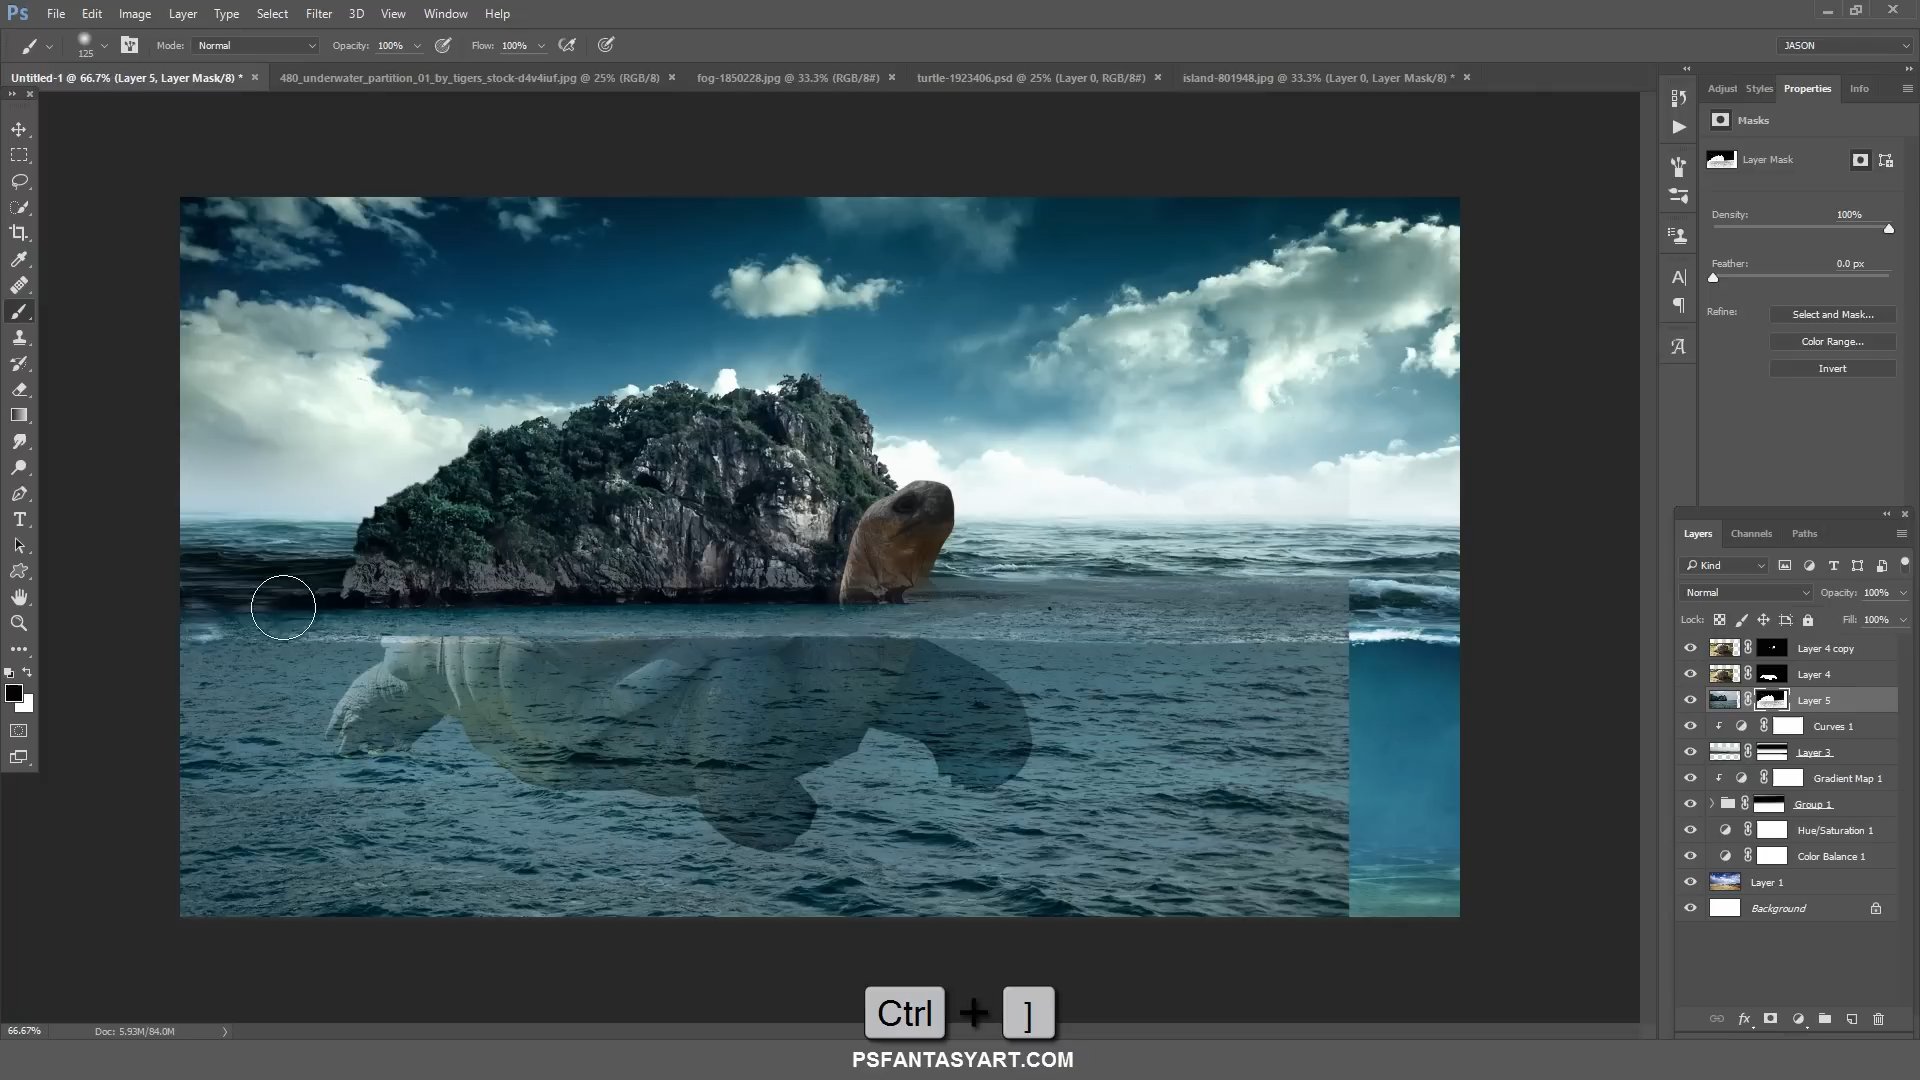 Ps File Edit Image Layer Type Select Filter 3D View Window Help
125 Mode: Normal Opacity: 100% Flow: 100% JASON
Untitled-1 @ 66.7% (Layer 5, Layer Mask/8) * × 480_underwater_partition_01_by_tigers_stock-d4v4iuf.jpg @ 25% (RGB/8) × fog-1850228.jpg @ 33.3% (RGB/8#) × turtle-1923406.psd @ 25% (Layer 0, RGB/8#) × island-801948.jpg @ 33.3% (Layer 0, Layer Mask/8) * ×
Adjust Styles Properties Info
Masks
Layer Mask
Density: 100%
Feather: 0.0 px
Refine: Select and Mask...
Color Range...
Invert
Layers Channels Paths
Kind
Normal Opacity: 100%
Lock: Fill: 100%
Layer 4 copy
Layer 4
Layer 5
Curves 1
Layer 3
Gradient Map 1
Group 1
Hue/Saturation 1
Color Balance 1
Layer 1
Background
fx
66.67% Doc: 5.93M/84.0M
Ctrl + ]
PSFANTASYART.COM